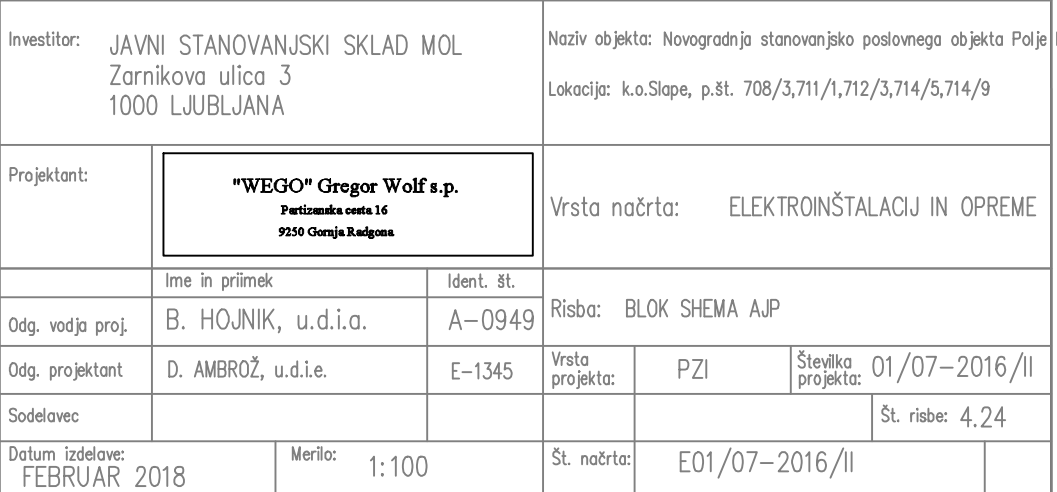 Investitor: JAVNI STANOVANJSKI SKLAD MOL
Zarnikova ulica 3
1000 LJUBLJANA
Naziv objekta: Novogradnja stanovanjsko poslovnega objekta Polje
Lokacija: k.o.Slape, p.št. 708/3,711/1,712/3,714/5,714/9
Projektant:
"WEGO" Gregor Wolf s.p.
Partizanska cesta 16
9250 Gornja Radgona
Vrsta načrta: ELEKTROINŠTALACIJ IN OPREME
Ime in priimek Ident. št.
Odg. vodja proj. B. HOJNIK, u.d.i.a. A-0949
Risba: BLOK SHEMA AJP
Odg. projektant D. AMBROŽ, u.d.i.e. E-1345
Vrsta
projekta: PZI
Številka
projekta: 01/07-2016/II
Sodelavec
Št. risbe: 4.24
Datum izdelave:
FEBRUAR 2018
Merilo: 1:100
Št. načrta: E01/07-2016/II